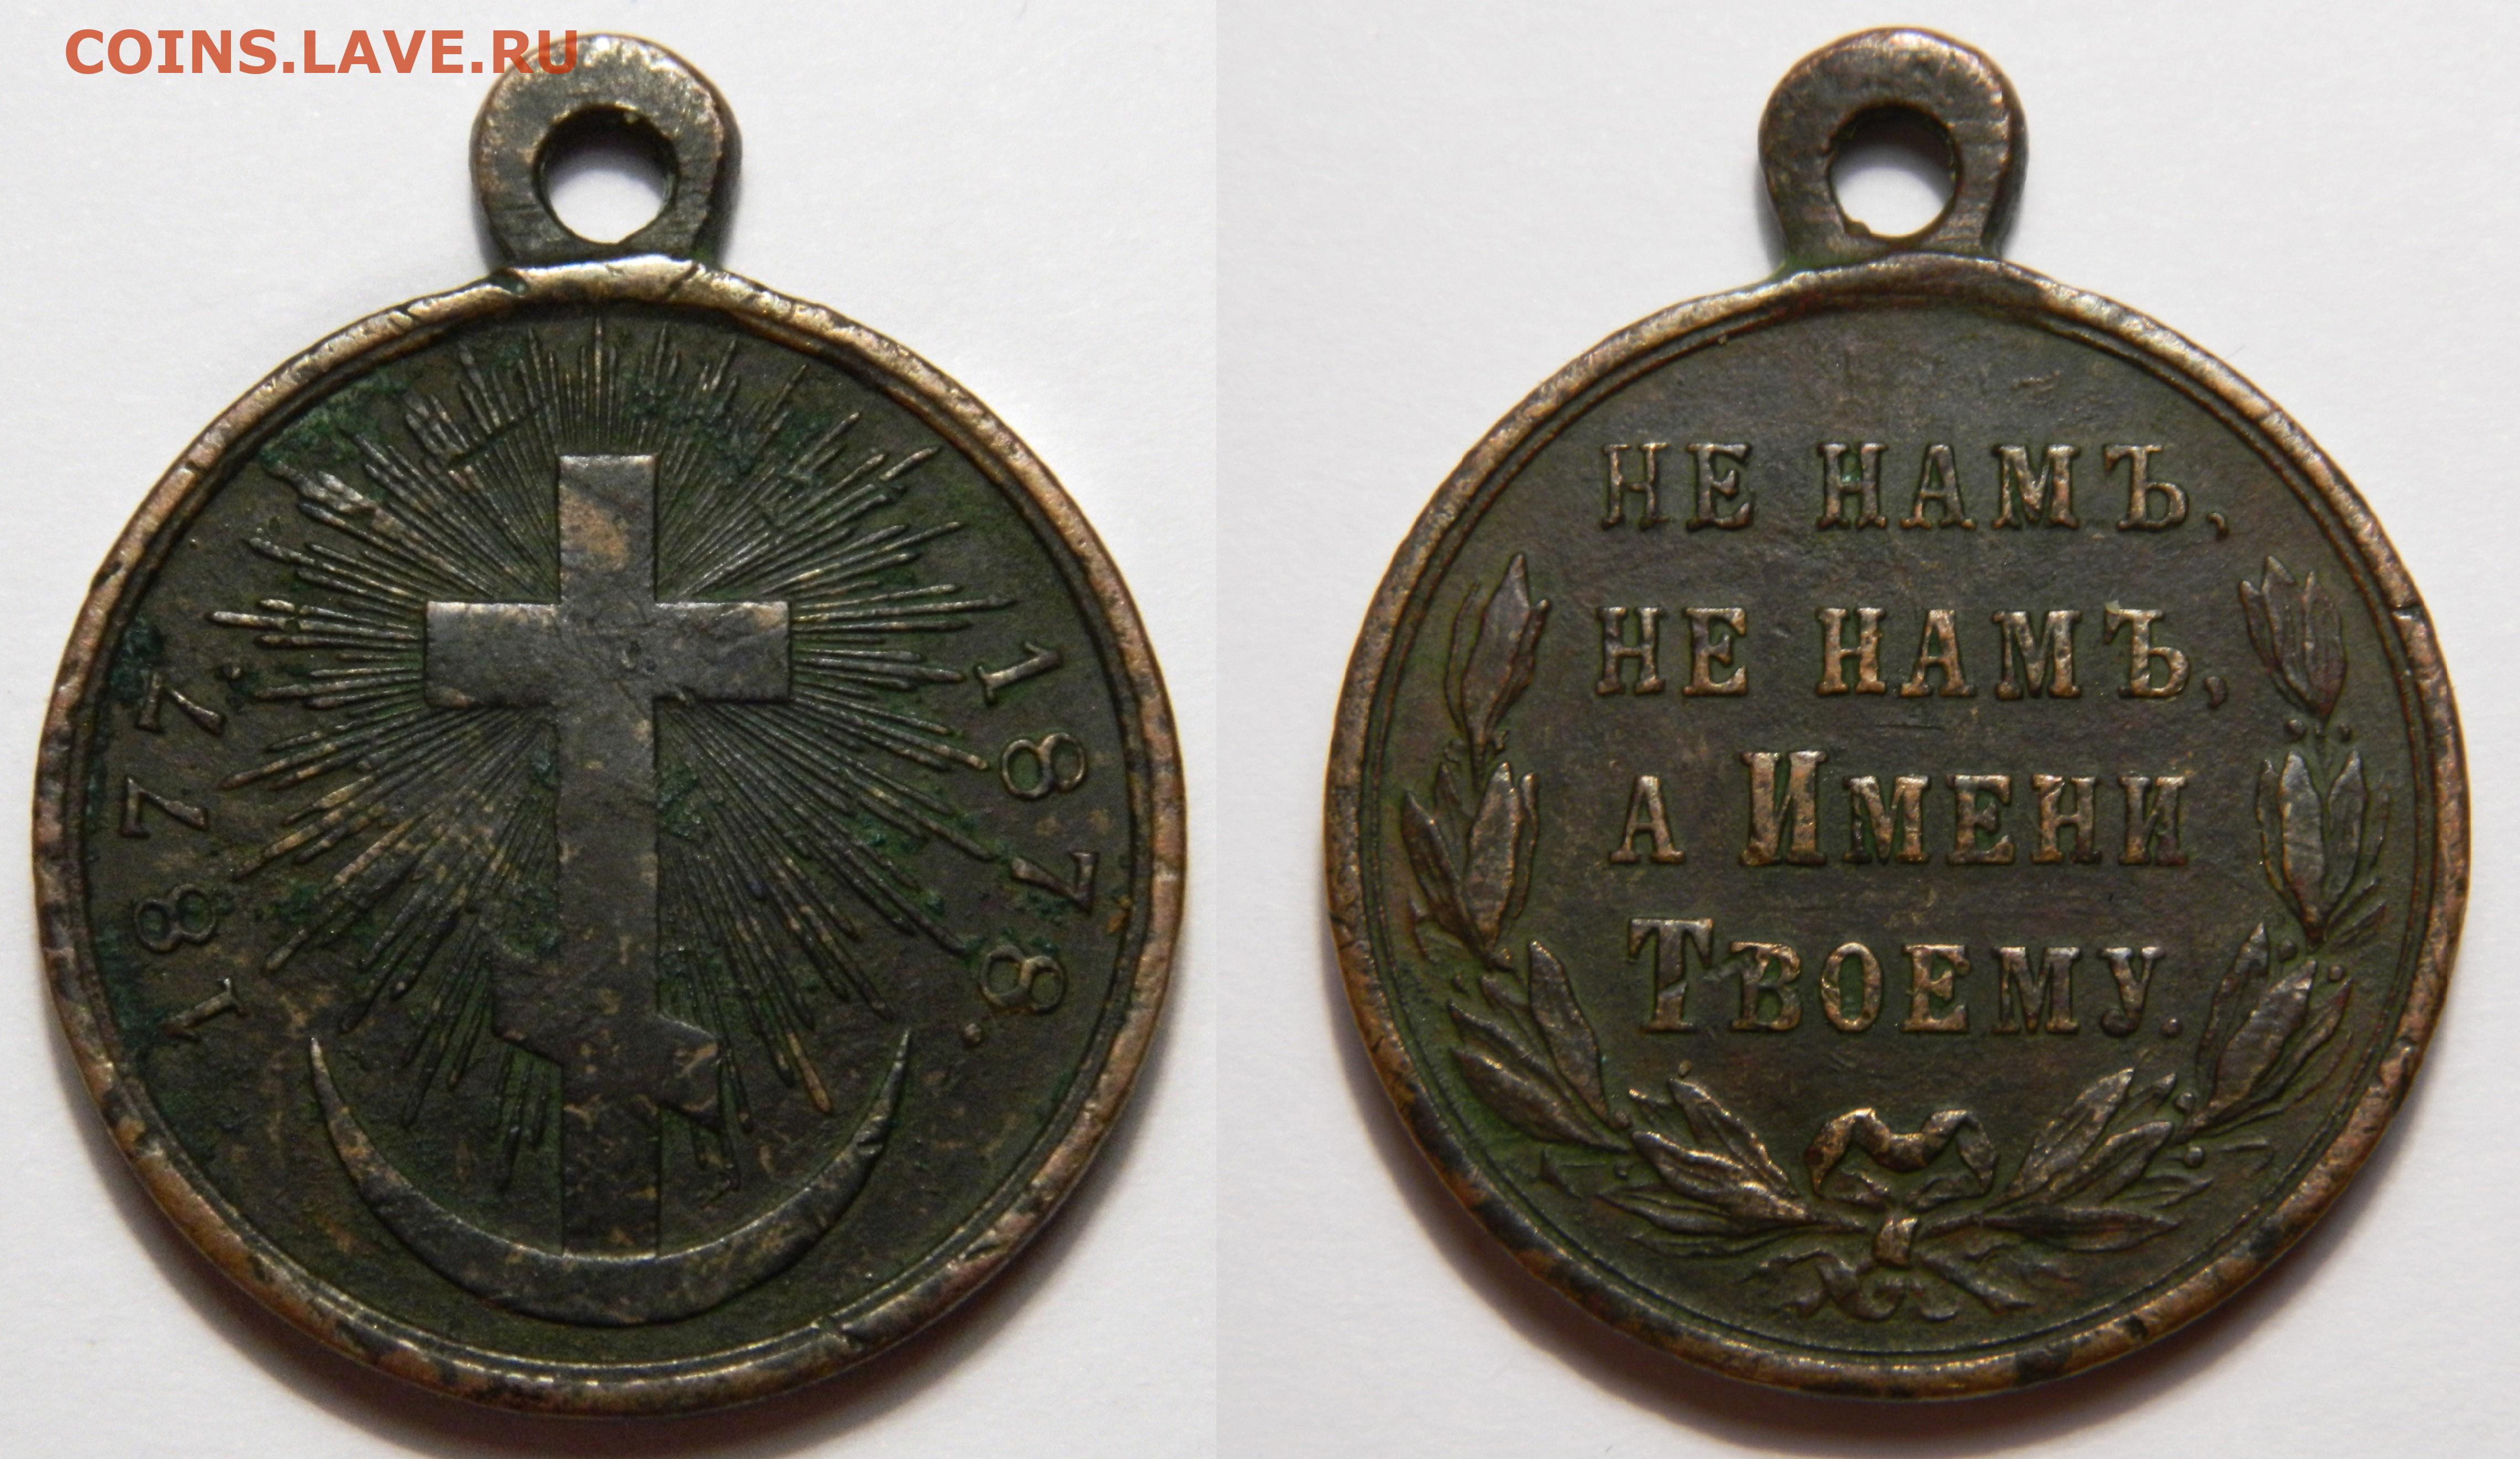 COINS.LAVE.RU
1877.
1878.
НЕ НАМЪ,
НЕ НАМЪ,
А ИМЕНИ
ТВОЕМУ.